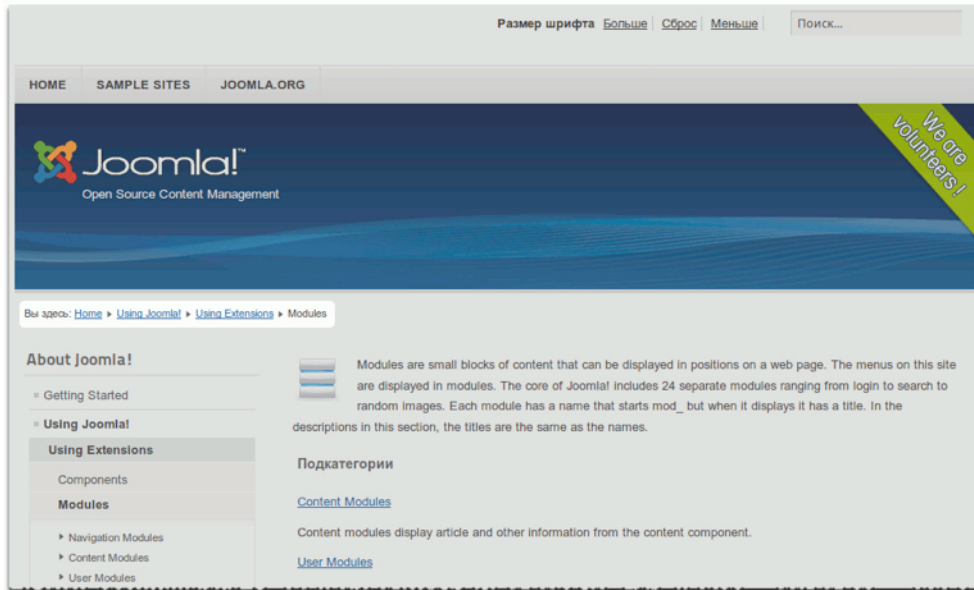 Размер шрифта Больше Сброс Меньше Поиск...
HOME SAMPLE SITES JOOMLA.ORG
We are
volunteers!
Joomla!™
Open Source Content Management
Вы здесь: Home ▸ Using Joomla! ▸ Using Extensions ▸ Modules
About Joomla!
Getting Started
Using Joomla!
Using Extensions
Components
Modules
Navigation Modules
Content Modules
User Modules
Modules are small blocks of content that can be displayed in positions on a web page. The menus on this site
are displayed in modules. The core of Joomla! includes 24 separate modules ranging from login to search to
random images. Each module has a name that starts mod_ but when it displays it has a title. In the
descriptions in this section, the titles are the same as the names.
Подкатегории
Content Modules
Content modules display article and other information from the content component.
User Modules